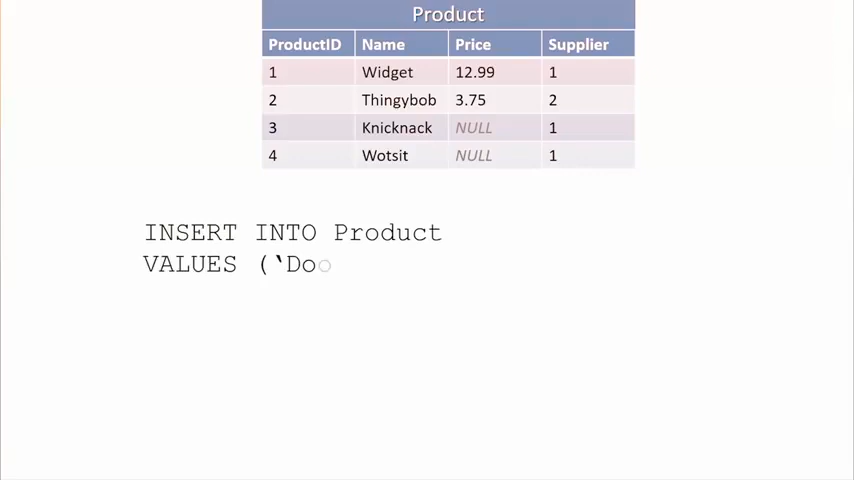 Product
ProductID Name Price Supplier
1 Widget 12.99 1
2 Thingybob 3.75 2
3 Knicknack NULL 1
4 Wotsit NULL 1
INSERT INTO Product
VALUES (‘Doo